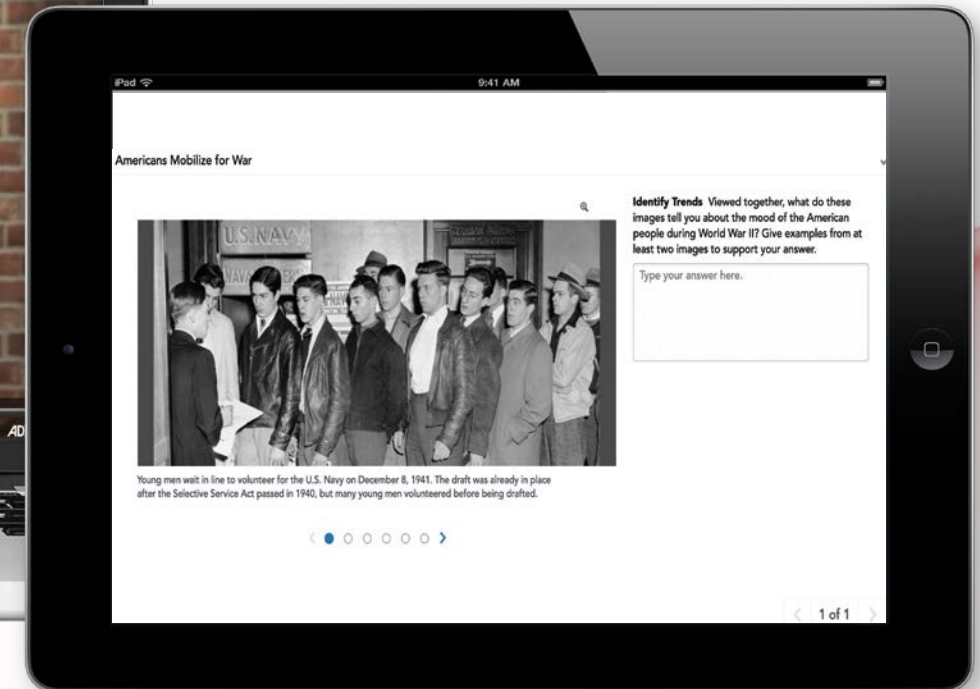 iPad
9:41 AM
Americans Mobilize for War
U.S. NAVY
Identify Trends Viewed together, what do these
images tell you about the mood of the American
people during World War II? Give examples from at
least two images to support your answer.
Type your answer here.
Young men wait in line to volunteer for the U.S. Navy on December 8, 1941. The draft was already in place
after the Selective Service Act passed in 1940, but many young men volunteered before being drafted.
1 of 1
AD